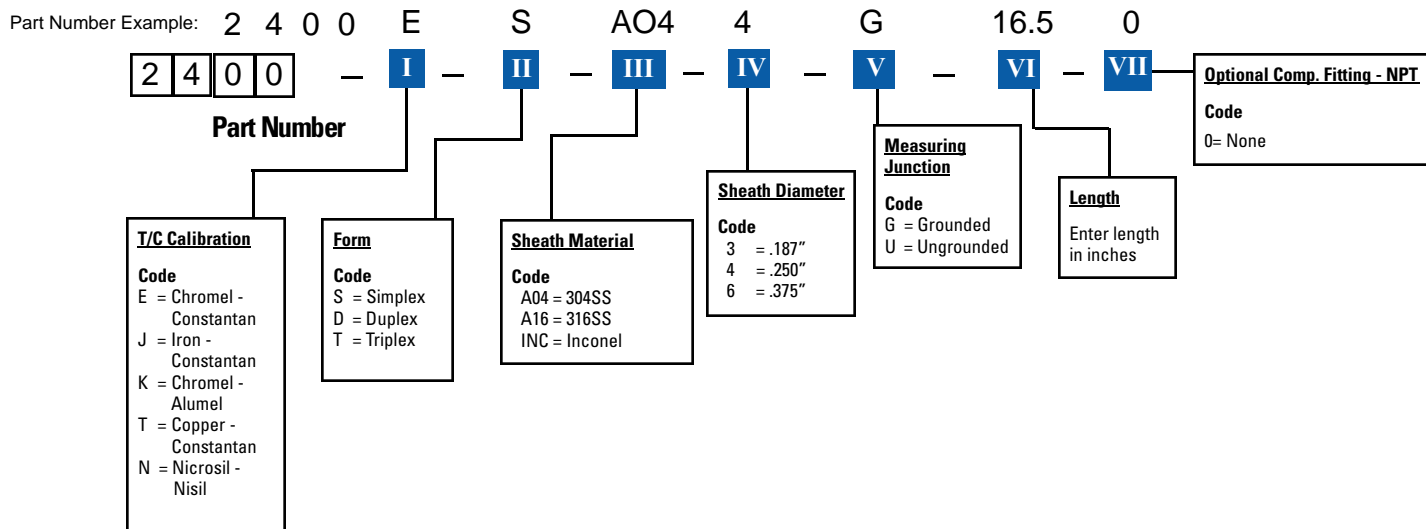 Part Number Example: 2 4 0 0 E S AO4 4 G 16.5 0
2 4 0 0 – I – II – III – IV – V – VI – VII
Part Number
Optional Comp. Fitting - NPT
Code
0= None
Measuring
Junction
Code
G = Grounded
U = Ungrounded
Sheath Diameter
Code
3 = .187″
4 = .250″
6 = .375″
Length
Enter length
in inches
T/C Calibration
Code
E = Chromel -
Constantan
J = Iron -
Constantan
K = Chromel -
Alumel
T = Copper -
Constantan
N = Nicrosil -
Nisil
Form
Code
S = Simplex
D = Duplex
T = Triplex
Sheath Material
Code
A04 = 304SS
A16 = 316SS
INC = Inconel